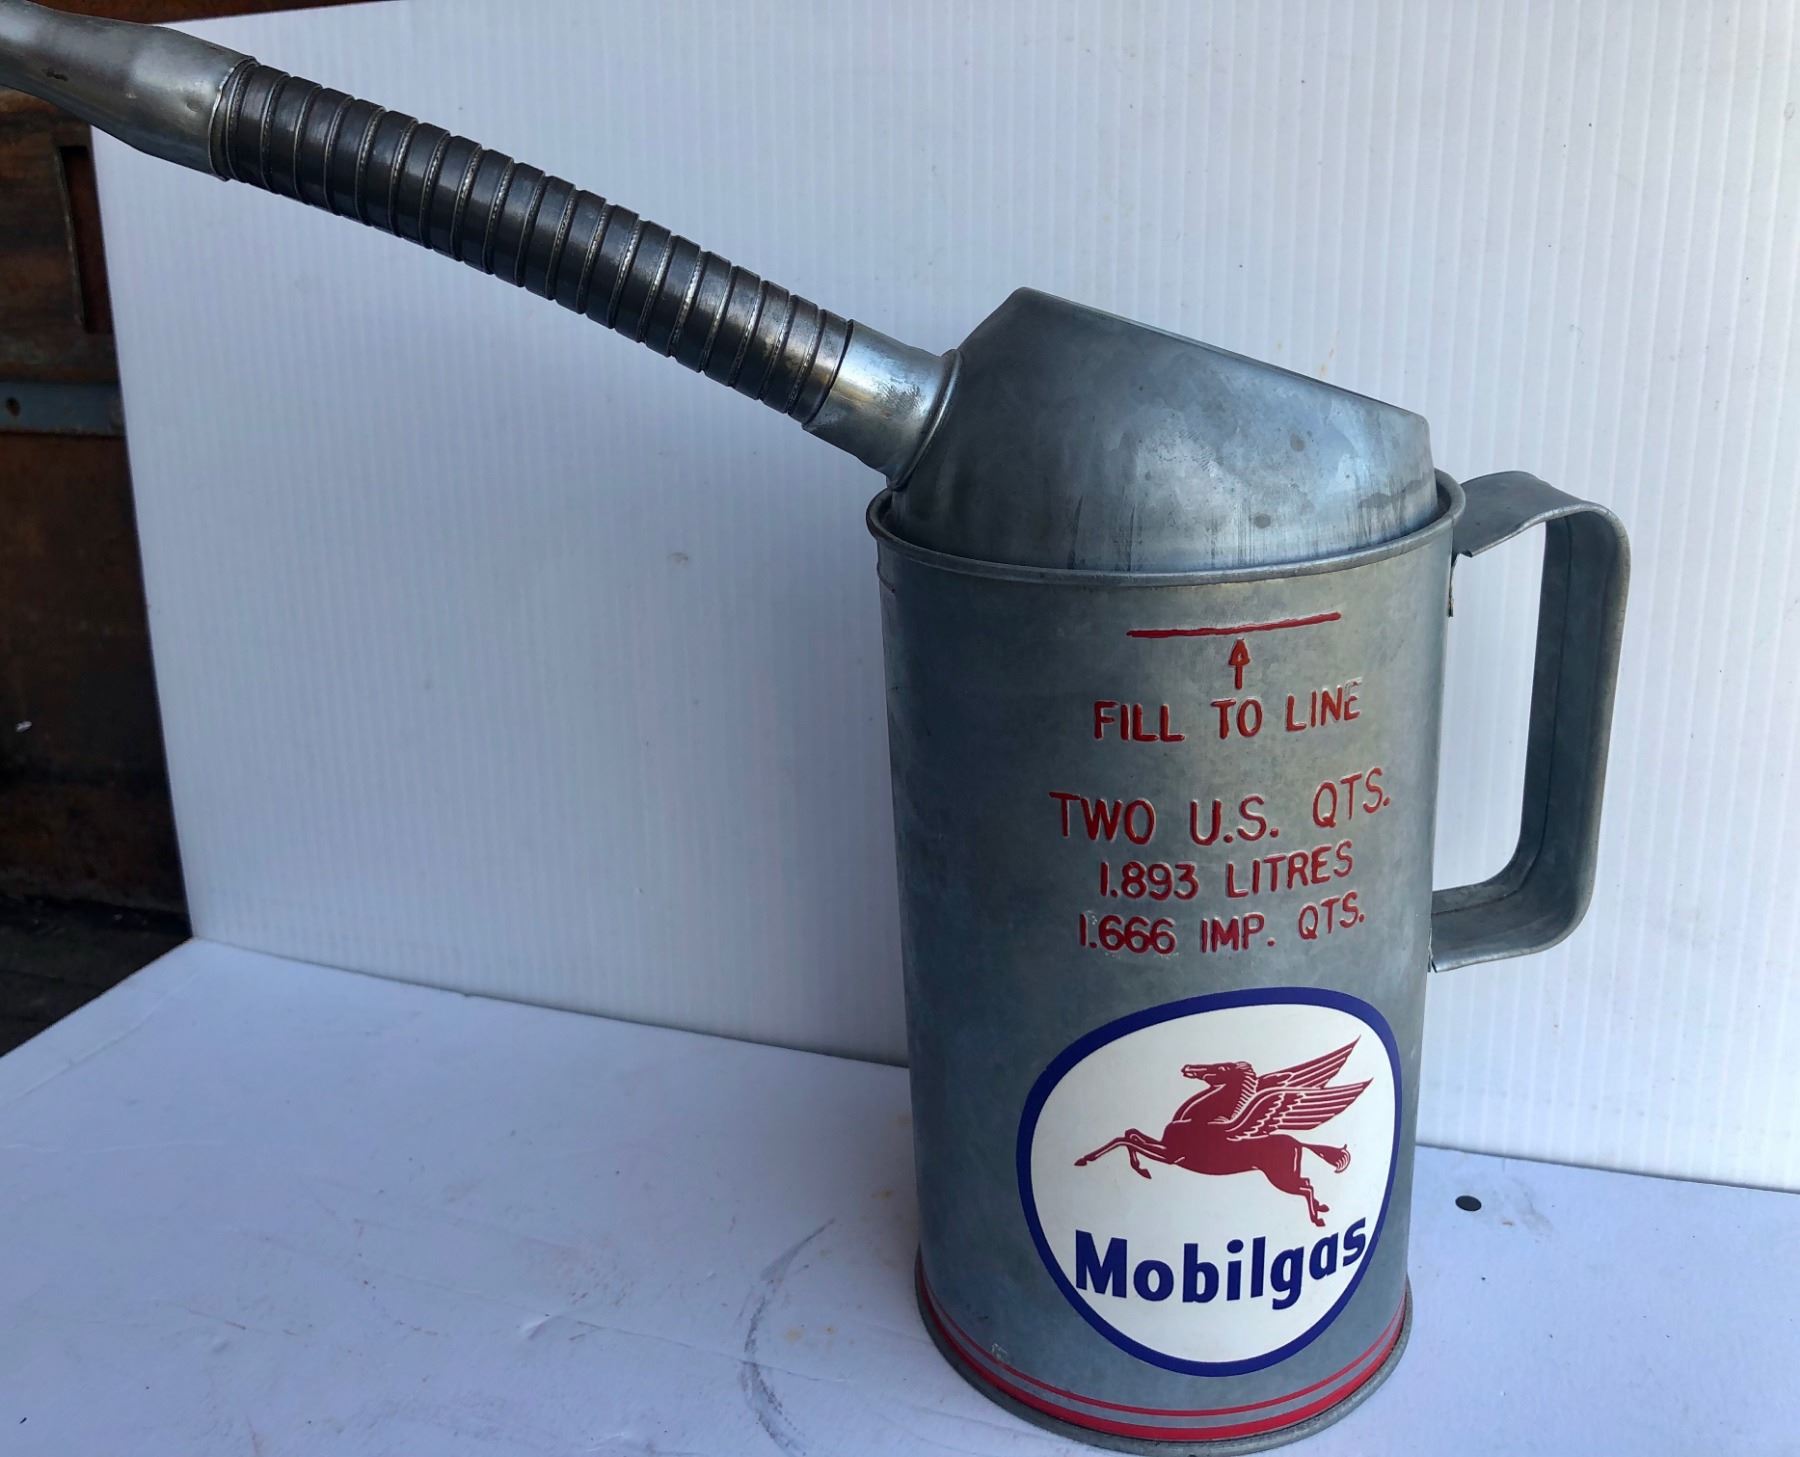 FILL TO LINE
TWO U.S. QTS.
1.893 LITRES
1.666 IMP. QTS.
Mobilgas